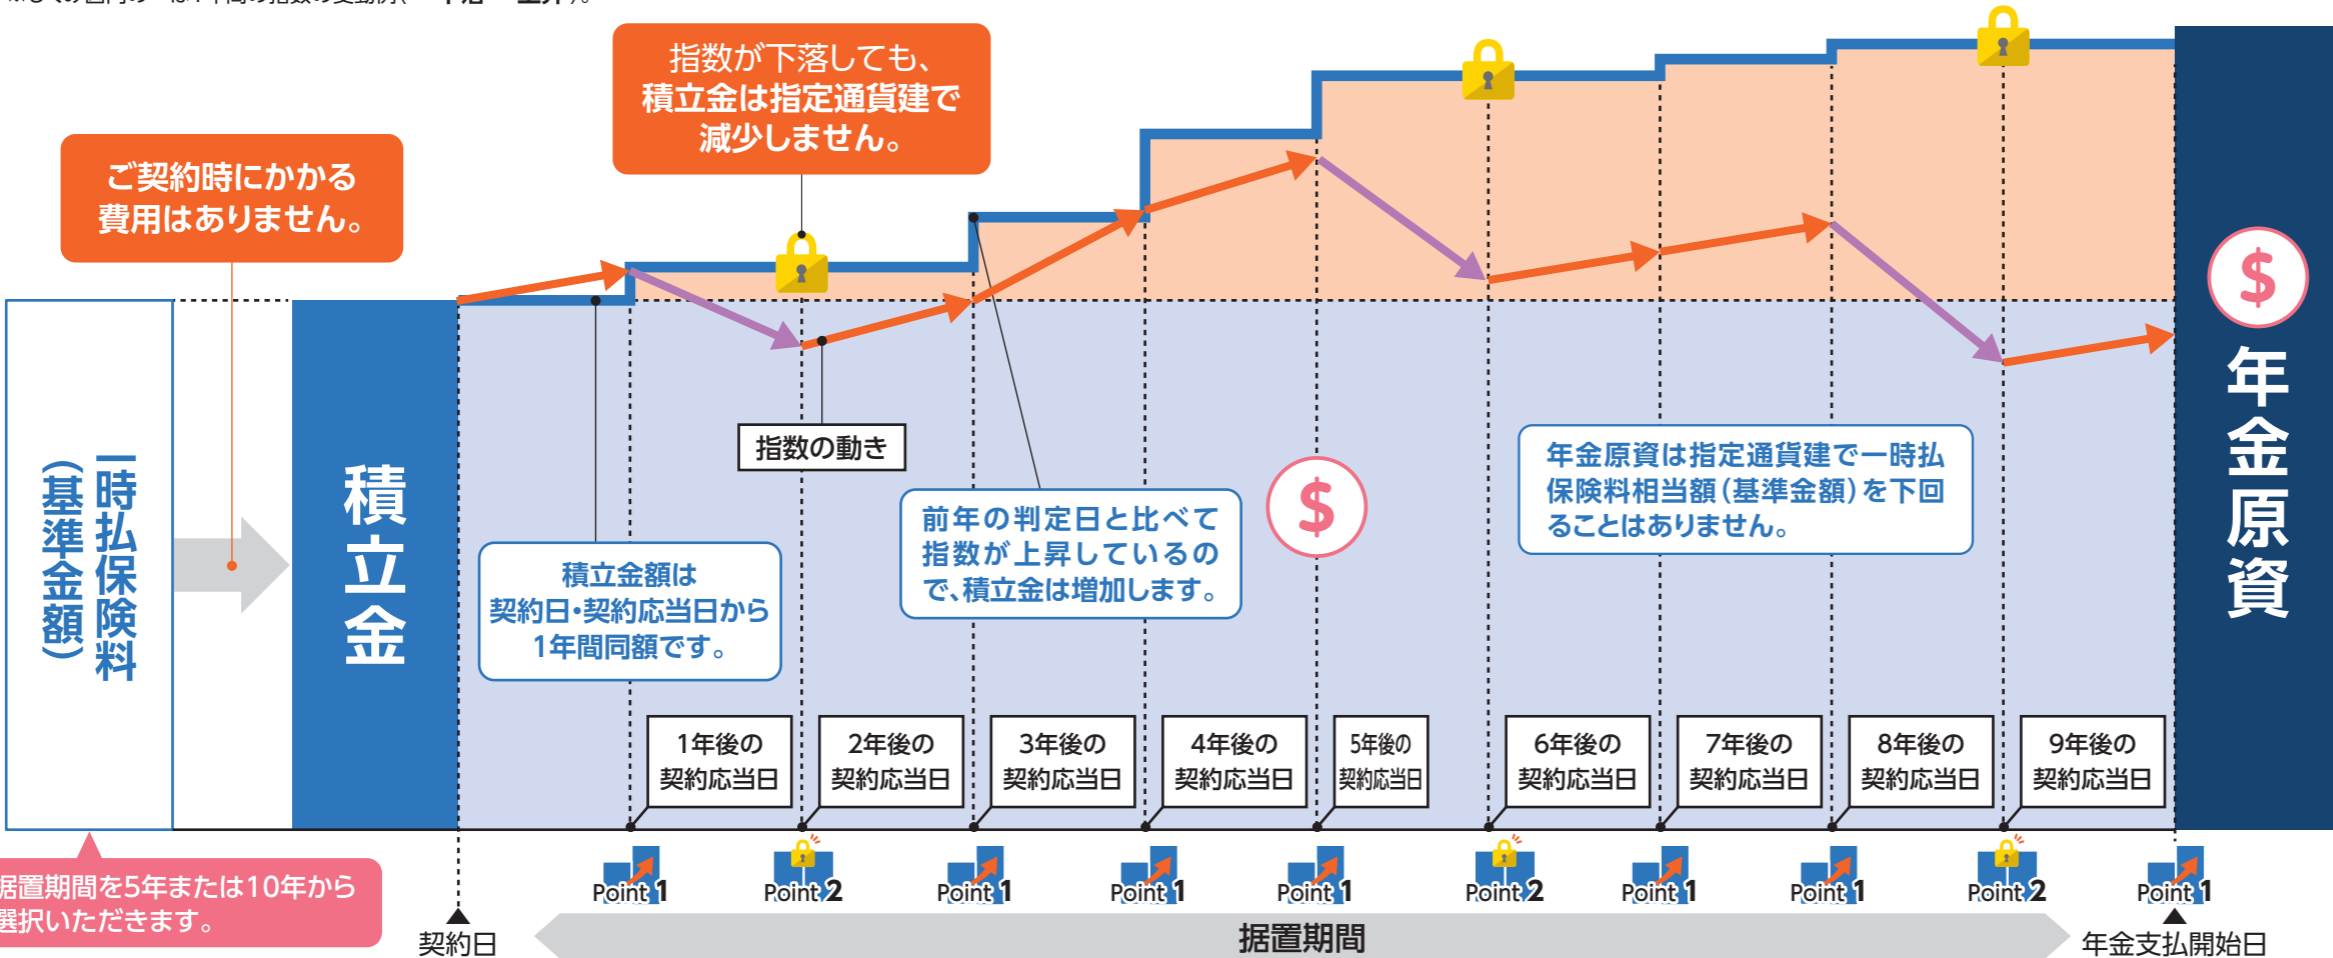 指数が下落しても、
積立金は指定通貨建で
減少しません。
ご契約時にかかる
費用はありません。
一時払保険料
（基準金額）
積立金
指数の動き
積立金額は
契約日・契約応当日から
1年間同額です。
前年の判定日と比べて
指数が上昇しているの
で、積立金は増加します。
$
年金原資は指定通貨建で一時払
保険料相当額（基準金額）を下回
ることはありません。
$
年金原資
1年後の
契約応当日
2年後の
契約応当日
3年後の
契約応当日
4年後の
契約応当日
5年後の
契約応当日
6年後の
契約応当日
7年後の
契約応当日
8年後の
契約応当日
9年後の
契約応当日
据置期間を5年または10年から
選択いただきます。
Point 1
Point 2
Point 1
Point 1
Point 1
Point 2
Point 1
Point 1
Point 2
Point 1
契約日
据置期間
年金支払開始日